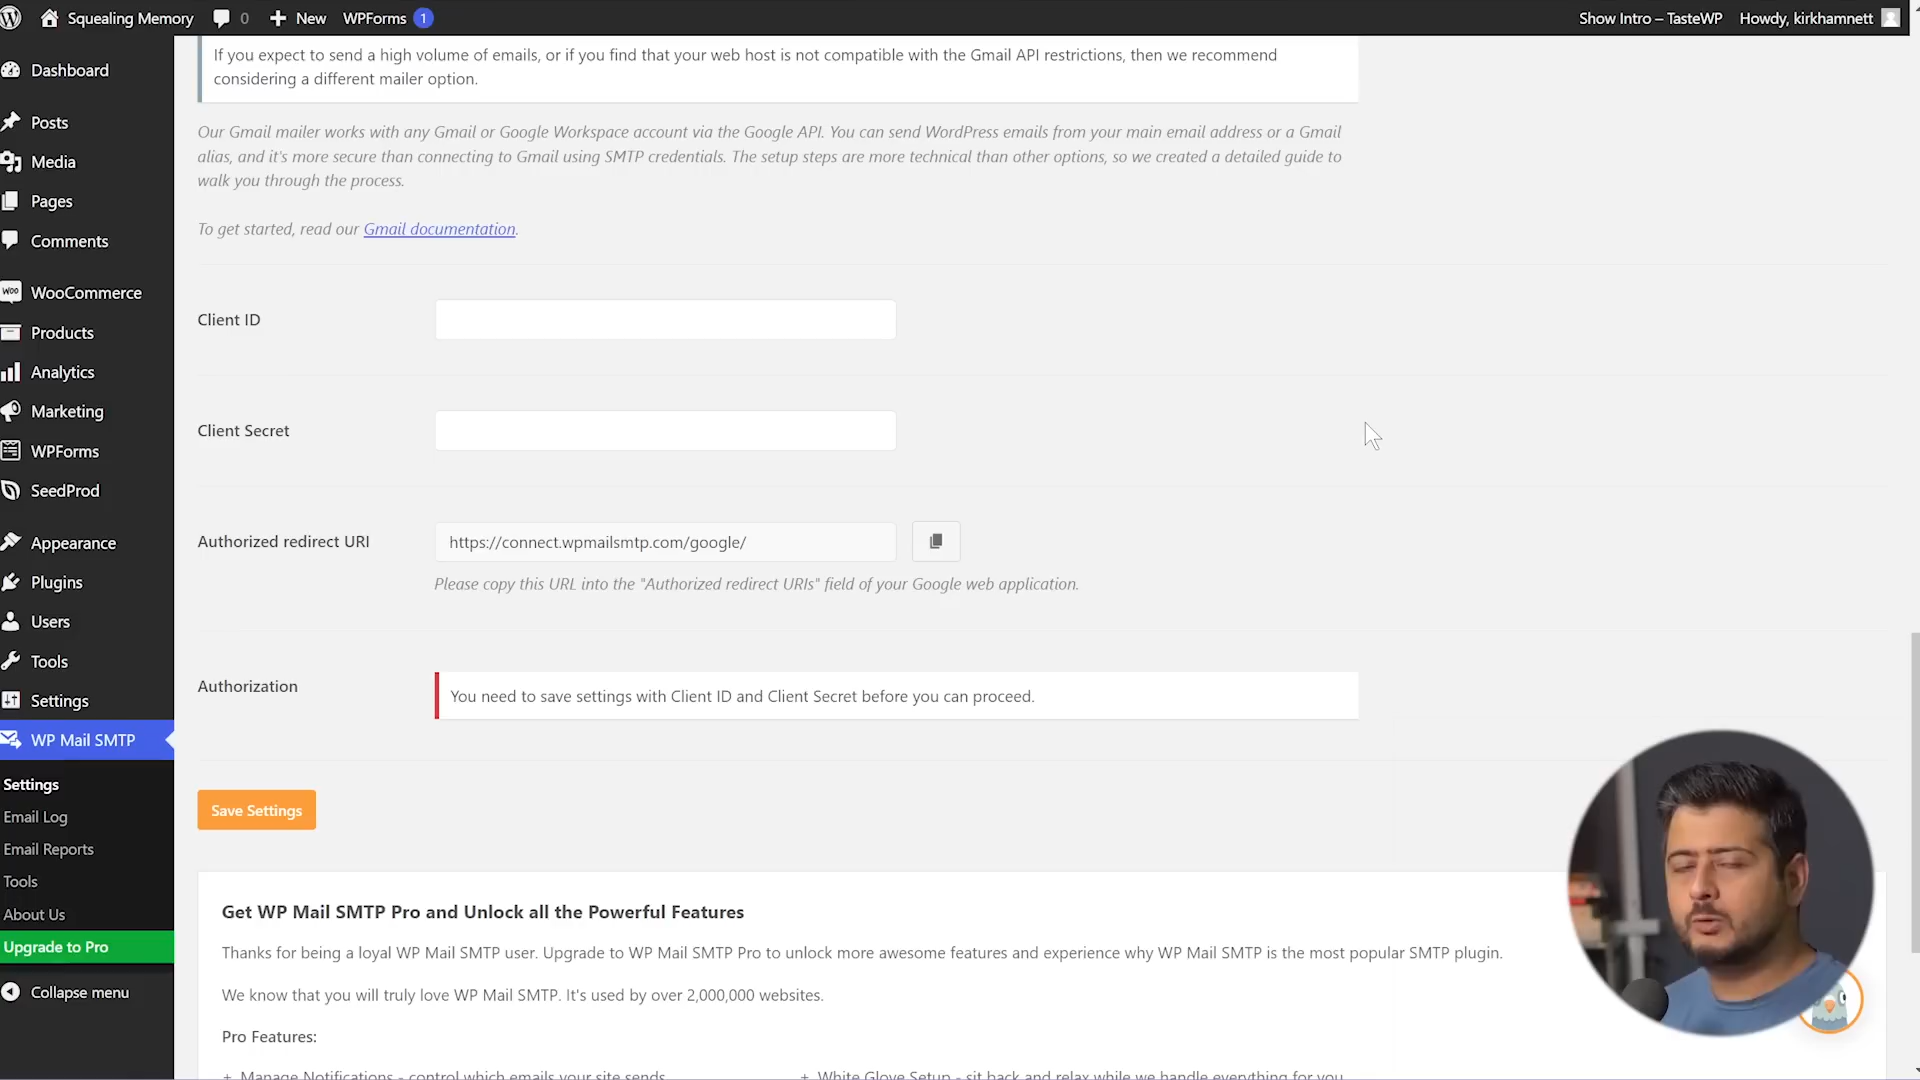 Squealing Memory
0
New
WPForms 1
Show Intro – TasteWP
Howdy, kirkhamnett
Dashboard
Posts
Media
Pages
Comments
WOO WooCommerce
Products
Analytics
Marketing
WPForms
SeedProd
Appearance
Plugins
Users
Tools
Settings
WP Mail SMTP
Settings
Email Log
Email Reports
Tools
About Us
Upgrade to Pro
Collapse menu
If you expect to send a high volume of emails, or if you find that your web host is not compatible with the Gmail API restrictions, then we recommend
considering a different mailer option.
Our Gmail mailer works with any Gmail or Google Workspace account via the Google API. You can send WordPress emails from your main email address or a Gmail
alias, and it's more secure than connecting to Gmail using SMTP credentials. The setup steps are more technical than other options, so we created a detailed guide to
walk you through the process.
To get started, read our Gmail documentation.
Client ID
Client Secret
Authorized redirect URI
https://connect.wpmailsmtp.com/google/
Please copy this URL into the "Authorized redirect URIs" field of your Google web application.
Authorization
You need to save settings with Client ID and Client Secret before you can proceed.
Save Settings
Get WP Mail SMTP Pro and Unlock all the Powerful Features
Thanks for being a loyal WP Mail SMTP user. Upgrade to WP Mail SMTP Pro to unlock more awesome features and experience why WP Mail SMTP is the most popular SMTP plugin.
We know that you will truly love WP Mail SMTP. It's used by over 2,000,000 websites.
Pro Features:
+ Manage Notifications - control which emails your site sends
+ White Glove Setup - sit back and relax while we handle everything for you